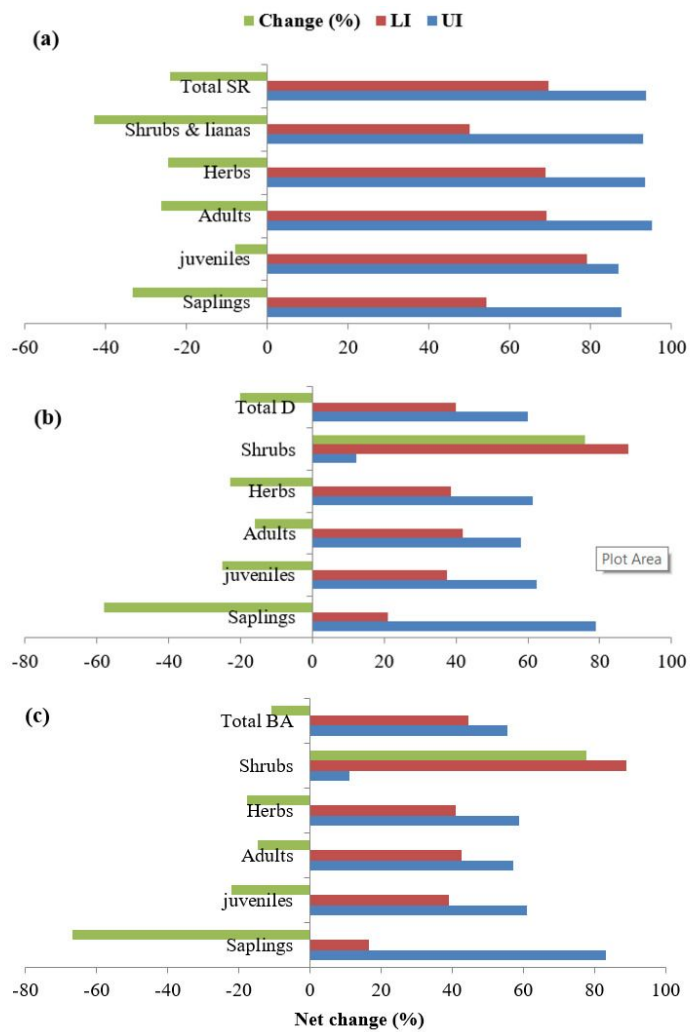 Change (%) LI UI
(a)
Total SR
Shrubs & lianas
Herbs
Adults
juveniles
Saplings
-60 -40 -20 0 20 40 60 80 100
(b)
Total D
Shrubs
Herbs
Adults
Plot Area
juveniles
Saplings
-80 -60 -40 -20 0 20 40 60 80 100
(c)
Total BA
Shrubs
Herbs
Adults
juveniles
Saplings
-80 -60 -40 -20 0 20 40 60 80 100
Net change (%)